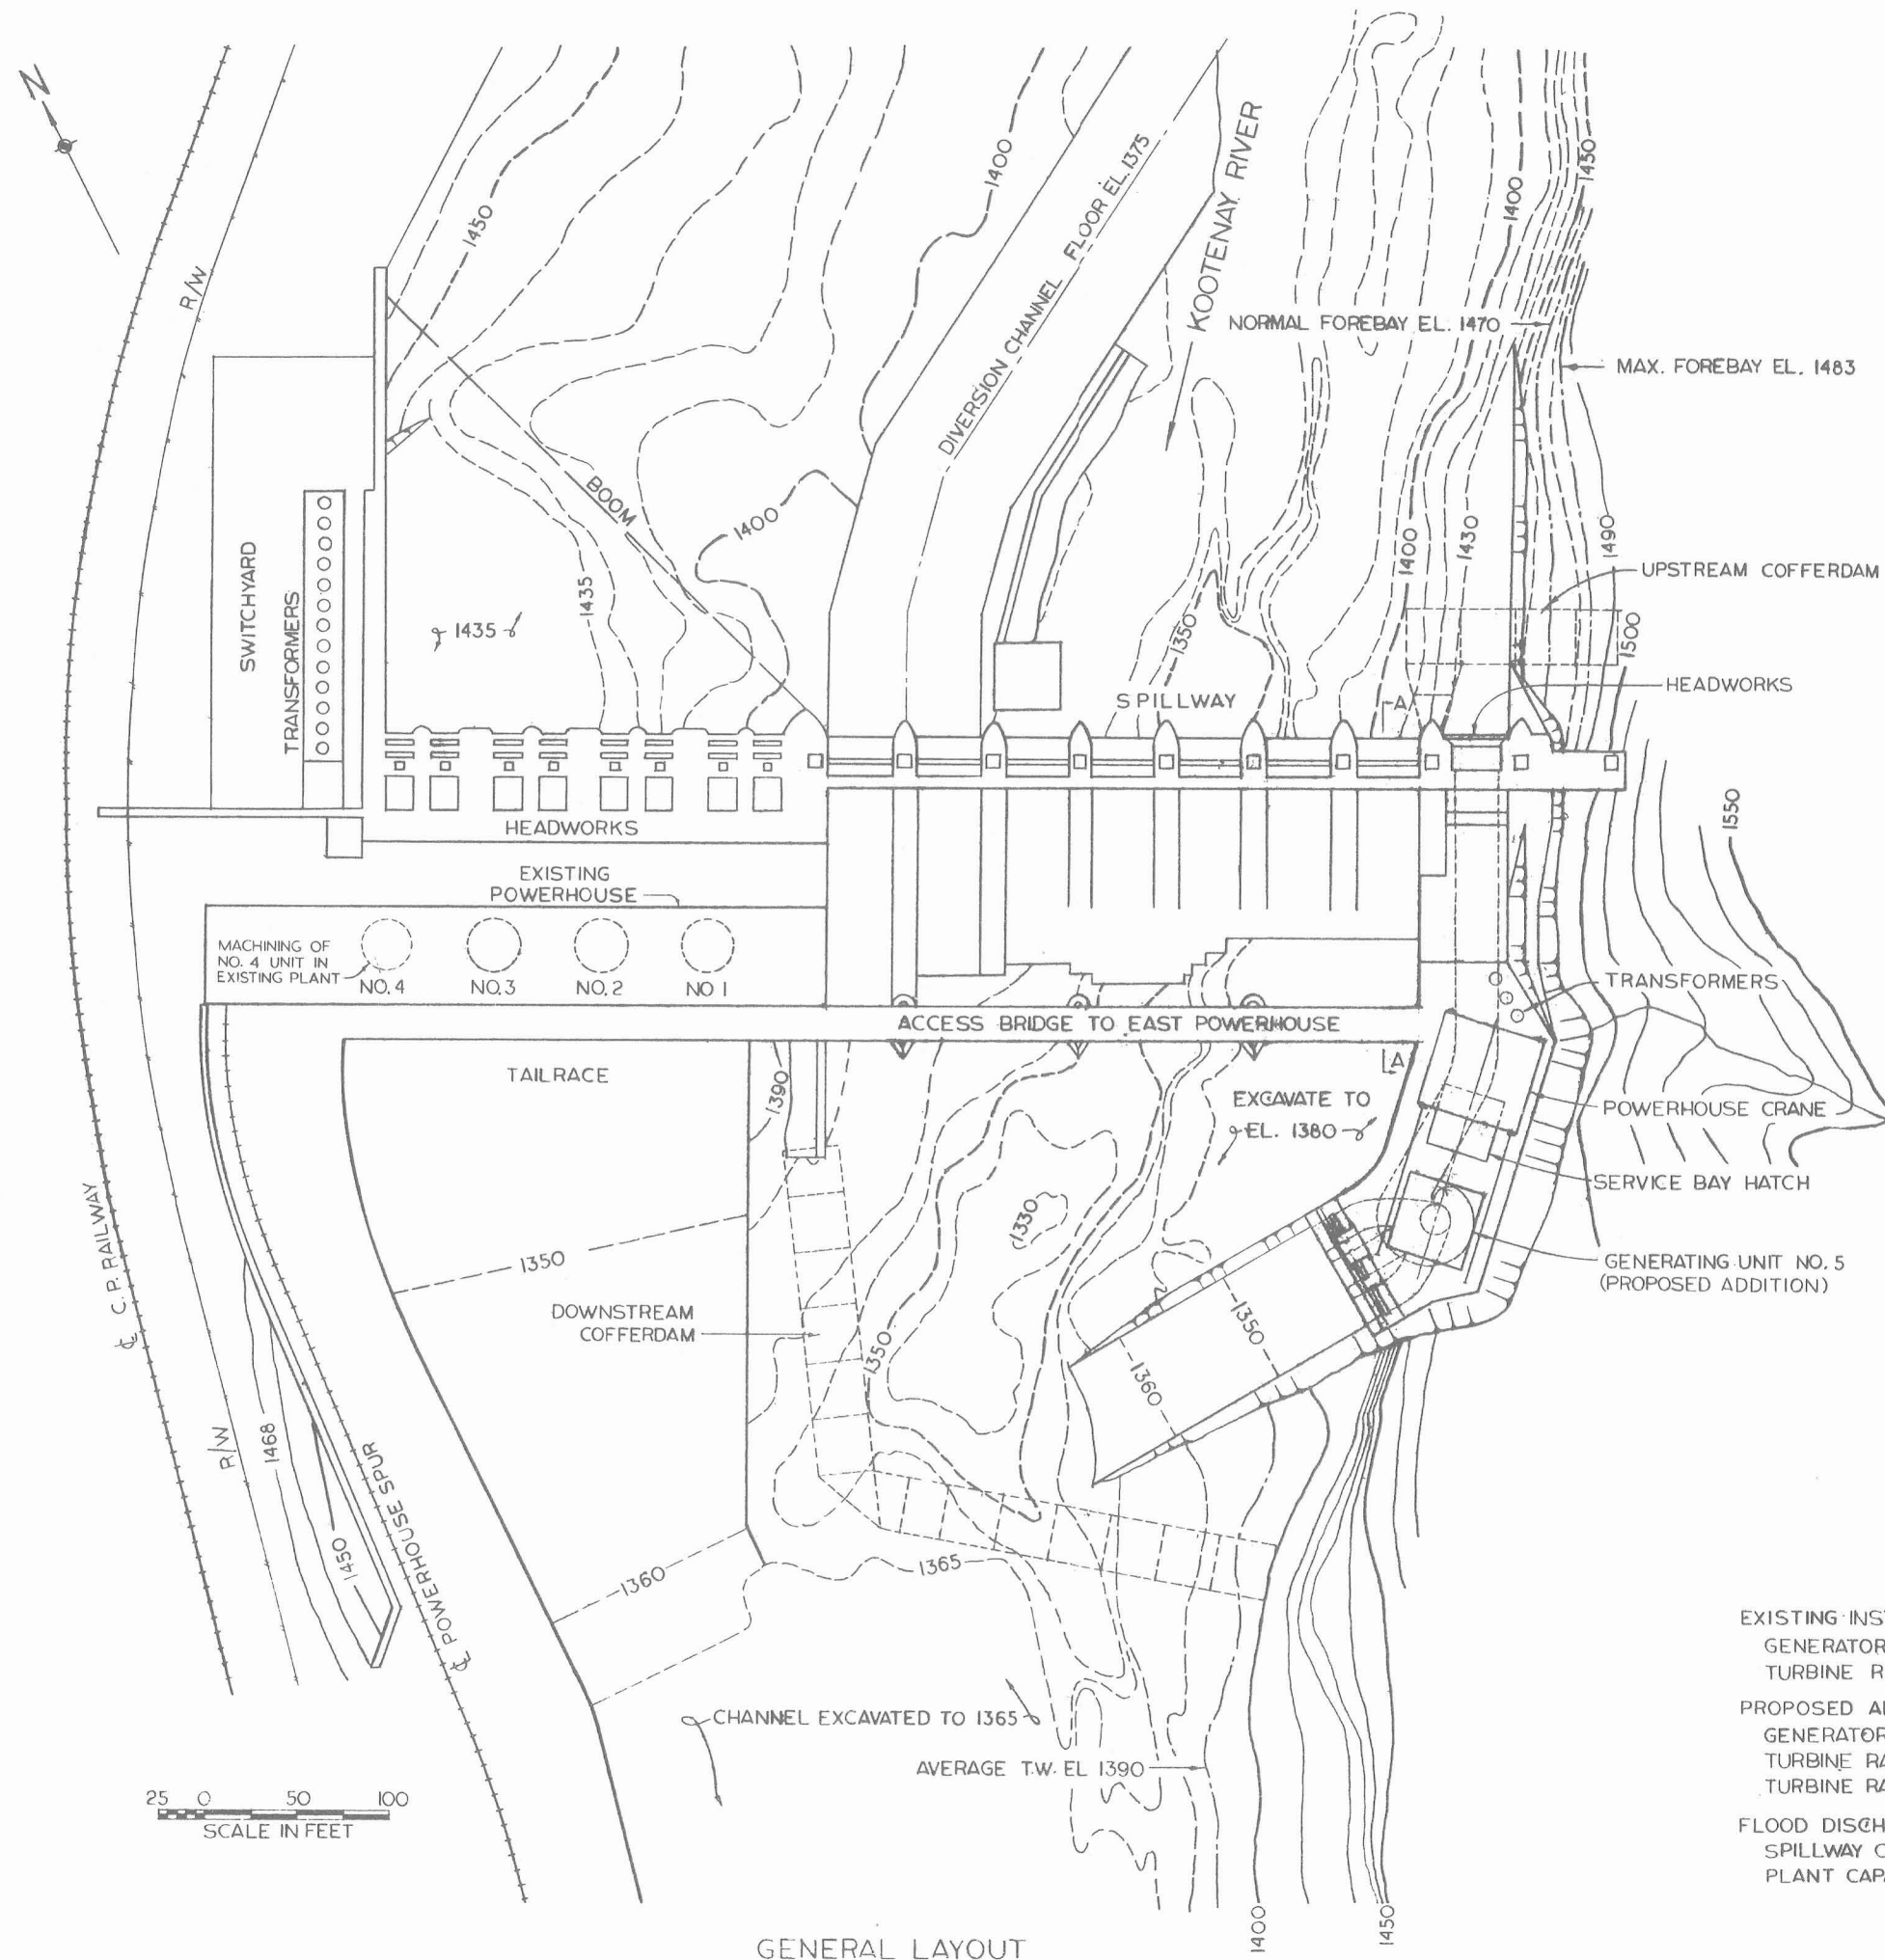 N
1450
1400
DIVERSION CHANNEL FLOOR EL. 1375
KOOTENAY RIVER
1400
1450
R/W
NORMAL FOREBAY EL. 1470
MAX. FOREBAY EL. 1483
BOOM
1400
1400
1430
1490
SWITCHYARD
TRANSFORMERS
1435
1435
1350
UPSTREAM COFFERDAM
1500
HEADWORKS
SPILLWAY
A
HEADWORKS
1550
EXISTING
POWERHOUSE
MACHINING OF
NO. 4 UNIT IN
EXISTING PLANT
NO. 4
NO. 3
NO. 2
NO 1
TRANSFORMERS
ACCESS BRIDGE TO EAST POWERHOUSE
TAILRACE
1390
A
EXCAVATE TO
EL. 1380
POWERHOUSE CRANE
SERVICE BAY HATCH
℄ C. P. RAILWAY
1330
1350
GENERATING UNIT NO. 5
(PROPOSED ADDITION)
DOWNSTREAM
COFFERDAM
1350
1350
1360
R/W
1468
1450
℄ POWERHOUSE SPUR
1360
1365
EXISTING INS
GENERATOR
TURBINE R
CHANNEL EXCAVATED TO 1365
PROPOSED A
GENERATOR
TURBINE RA
TURBINE RA
AVERAGE T.W. EL 1390
25 0 50 100
SCALE IN FEET
FLOOD DISCH
SPILLWAY C
PLANT CAP
1400
1450
GENERAL LAYOUT